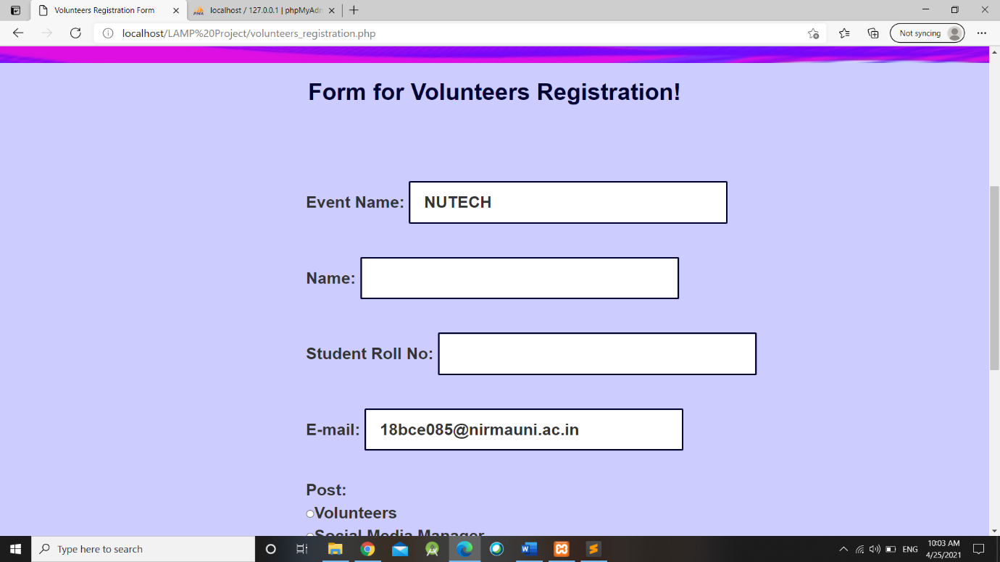 Volunteers Registration Form
localhost / 127.0.0.1 | phpMyAdm
localhost/LAMP%20Project/volunteers_registration.php
Not syncing
Form for Volunteers Registration!
Event Name: NUTECH
Name:
Student Roll No:
E-mail: 18bce085@nirmauni.ac.in
Post:
Volunteers
Social Media Manager
Type here to search
ENG
10:03 AM
4/25/2021